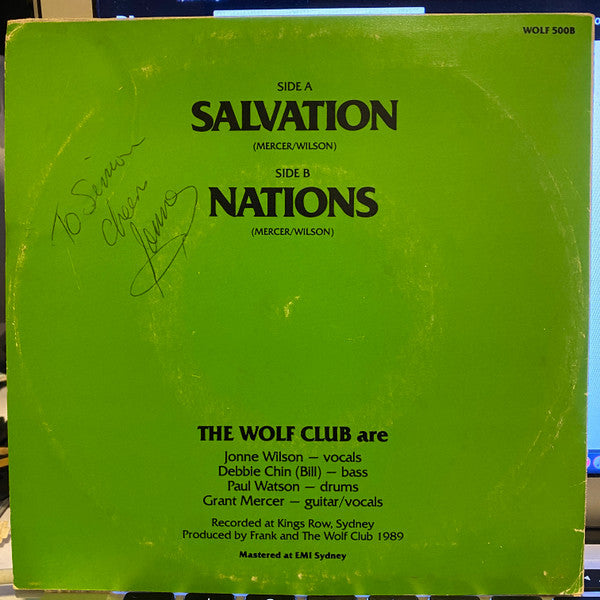 WOLF 500B
SIDE A
SALVATION
(MERCER/WILSON)
SIDE B
NATIONS
(MERCER/WILSON)
To Simon
cheers
Jonne
THE WOLF CLUB are
Jonne Wilson — vocals
Debbie Chin (Bill) — bass
Paul Watson — drums
Grant Mercer — guitar/vocals
Recorded at Kings Row, Sydney
Produced by Frank and The Wolf Club 1989
Mastered at EMI Sydney